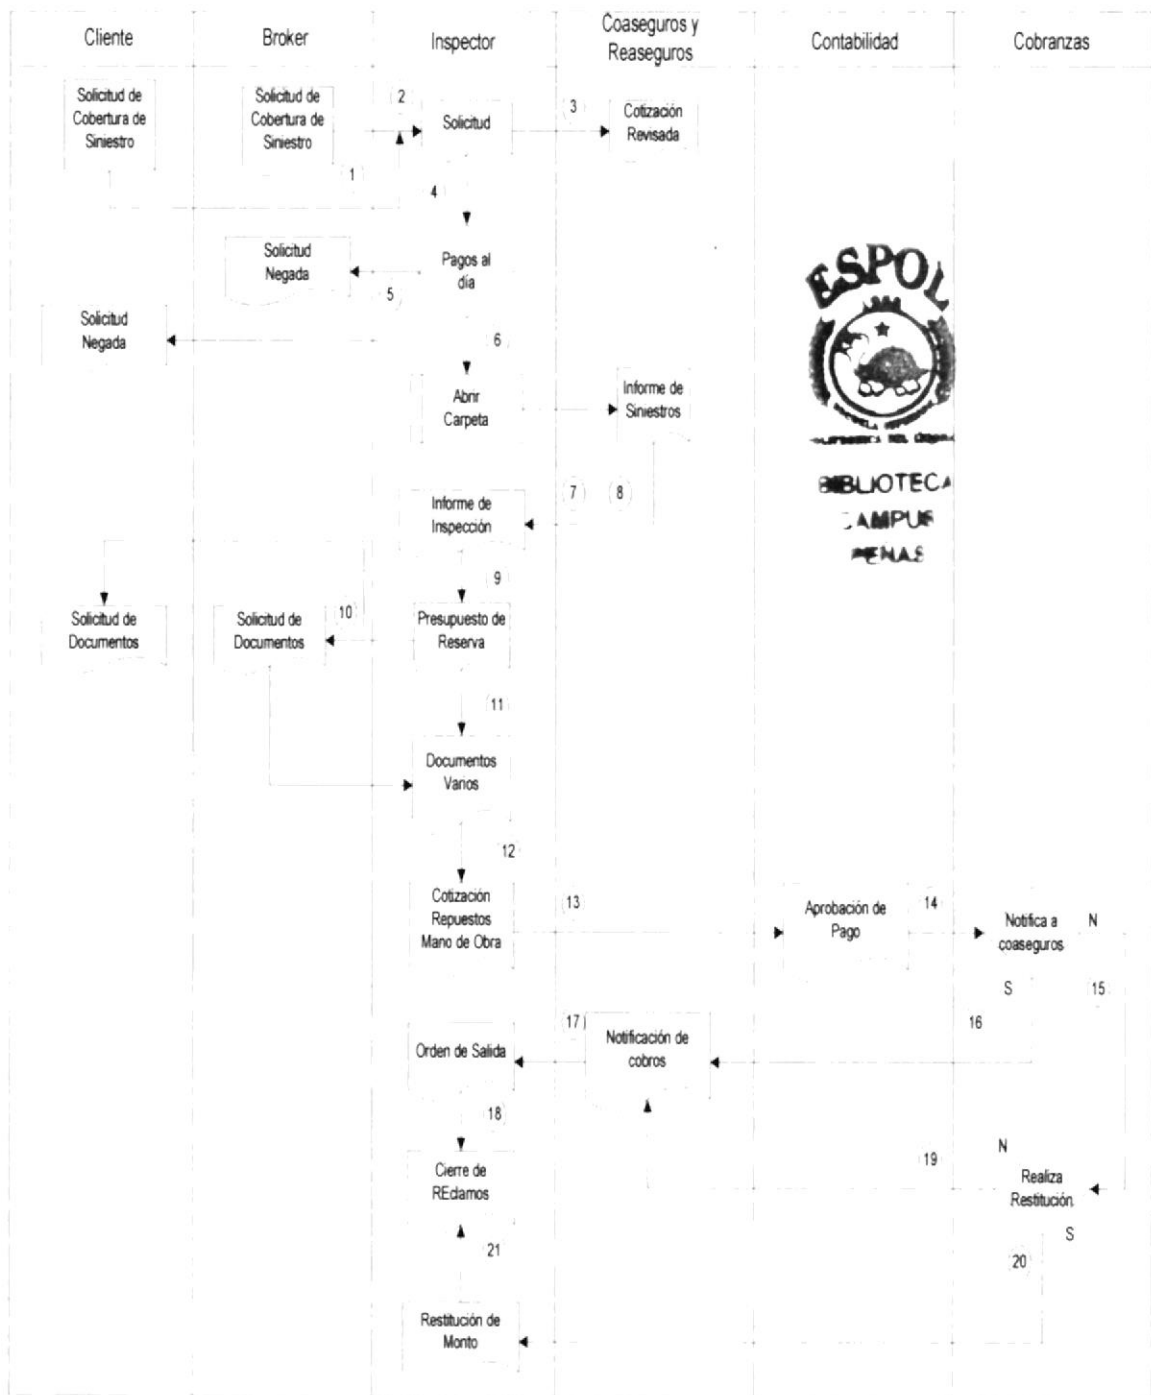 Cliente
Broker
Inspector
Coaseguros y
Reaseguros
Contabilidad
Cobranzas
Solicitud de
Cobertura de
Siniestro
Solicitud de
Cobertura de
Siniestro
2
Solicitud
3
Cotización
Revisada
1
4
Solicitud
Negada
5
Pagos al
día
Solicitud
Negada
6
Abrir
Carpeta
Informe de
Siniestros
ESPOL
BIBLIOTECA
CAMPUS
PEÑAS
Informe de
Inspección
7
8
9
Solicitud de
Documentos
Solicitud de
Documentos
10
Presupuesto de
Reserva
11
Documentos
Varios
12
Cotización
Repuestos
Mano de Obra
13
Aprobación de
Pago
14
Notifica a
coaseguros
N
S
15
16
Orden de Salida
17
Notificación de
cobros
18
Cierre de
REclamos
19
N
Realiza
Restitución
S
20
21
Restitución de
Monto